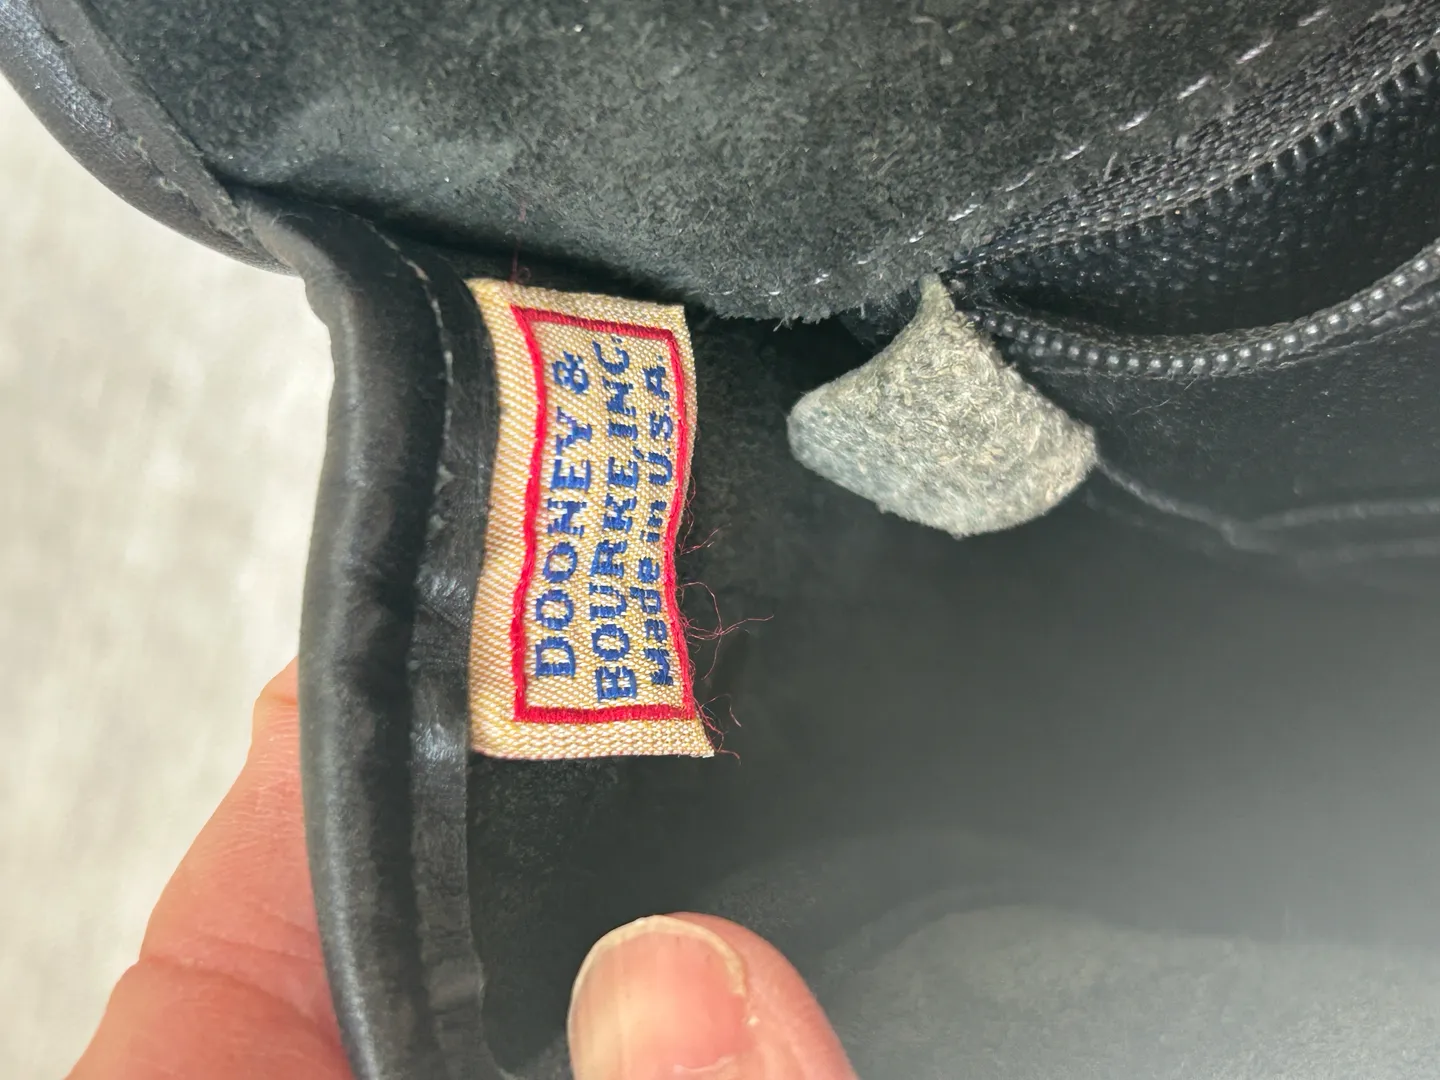 DOONEY &
BOURKE, INC.
Made in U.S.A.